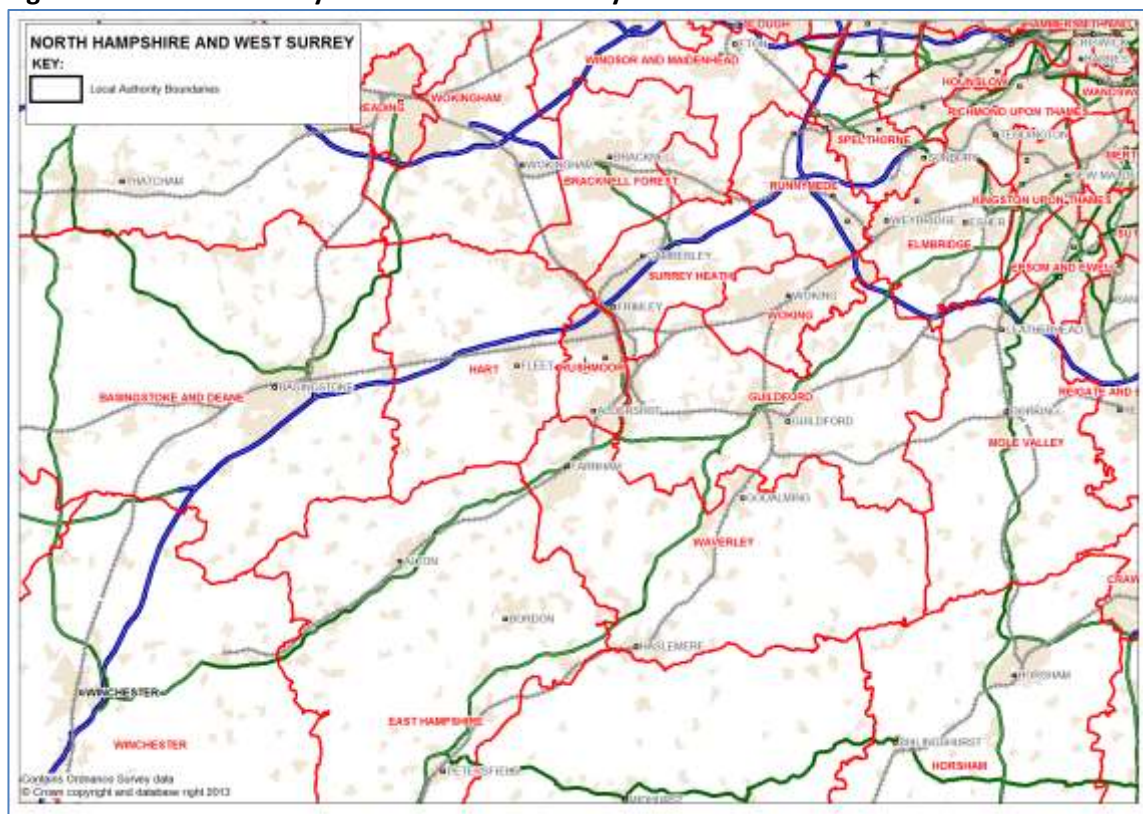 NORTH HAMPSHIRE AND WEST SURREY
KEY:
Local Authority Boundaries
ETON
WINDSOR AND MAIDENHEAD
HOUNSLOW
WOKINGHAM
RICHMOND UPON THAMES
SPELTHORNE
TEDDINGTON
SUNBURY
WOKINGHAM
BRACKNELL
THATCHAM
BRACKNELL FOREST
RUNNYMEDE
KINGSTON UPON THAMES
WEYBRIDGE
ESHER
ELMBRIDGE
EPSOM AND EWELL
CAMBERLEY
SURREY HEATH
WOKING
FRIMLEY
WOKING
LEATHERHEAD
FLEET
HART
RUSHMOOR
BASINGSTOKE
BASINGSTOKE AND DEANE
GUILDFORD
REIGATE AND
ALDERSHOT
GUILDFORD
DORKING
MOLE VALLEY
FARNHAM
GODALMING
WAVERLEY
ALTON
BORDON
HASLEMERE
HORSHAM
WINCHESTER
EAST HAMPSHIRE
WINCHESTER
BILLINGSHURST
HORSHAM
PETERSFIELD
MIDHURST
Contains Ordnance Survey data
© Crown copyright and database right 2013